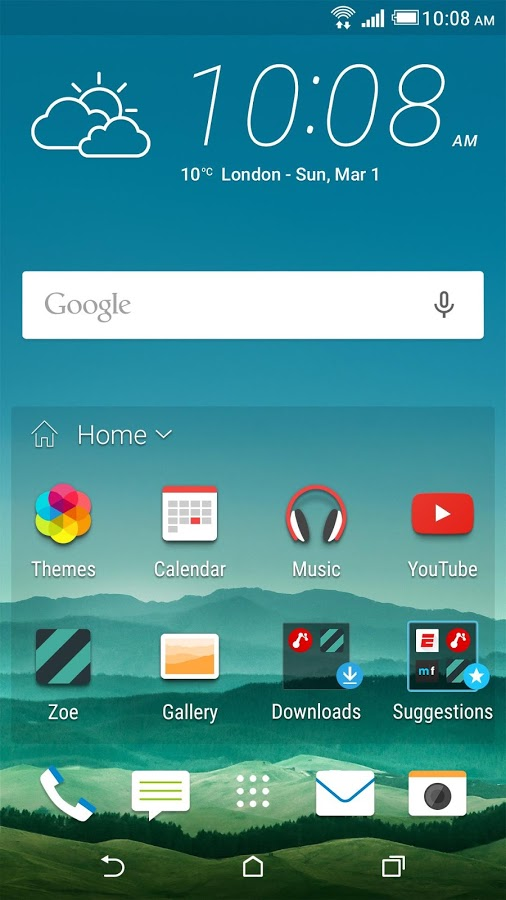 10:08 AM
10:08 AM
10°C London - Sun, Mar 1
Google
Home
Themes Calendar Music YouTube
E
mf
Zoe Gallery Downloads Suggestions